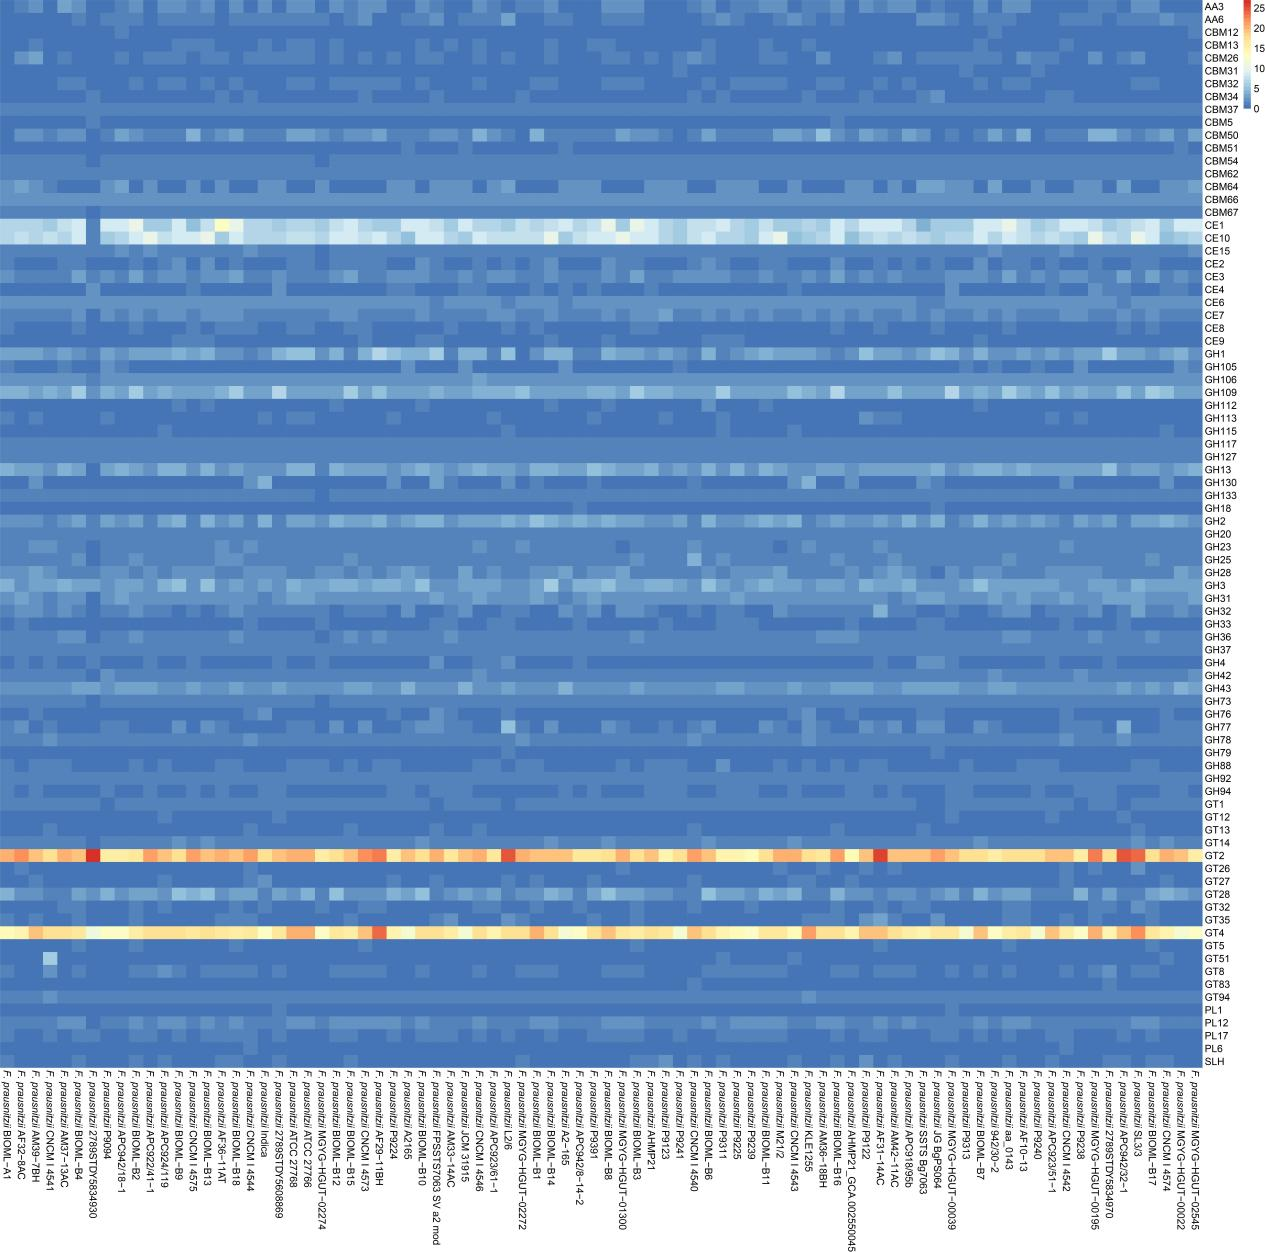 AA3
AA6
CBM12
CBM13
CBM26
CBM31
CBM32
CBM34
CBM37
CBM5
CBM50
CBM51
CBM54
CBM62
CBM64
CBM66
CBM67
CE1
CE10
CE15
CE2
CE3
CE4
CE6
CE7
CE8
CE9
GH1
GH105
GH106
GH109
GH112
GH113
GH115
GH117
GH127
GH13
GH130
GH133
GH18
GH2
GH20
GH23
GH25
GH28
GH3
GH31
GH32
GH33
GH36
GH37
GH4
GH42
GH43
GH73
GH76
GH77
GH78
GH79
GH88
GH92
GH94
GT1
GT12
GT13
GT14
GT2
GT26
GT27
GT28
GT32
GT35
GT4
GT5
GT51
GT8
GT83
GT94
PL1
PL12
PL17
PL6
SLH
25
20
15
10
5
0
F. prausnitzii BIOML−A1
F. prausnitzii AF32−8AC
F. prausnitzii AM39−7BH
F. prausnitzii CNCM I 4541
F. prausnitzii AM37−13AC
F. prausnitzii BIOML−B4
F. prausnitzii 2789STDY5834930
F. prausnitzii P9094
F. prausnitzii APC942/18−1
F. prausnitzii BIOML−B2
F. prausnitzii APC922/41−1
F. prausnitzii APC924/119
F. prausnitzii BIOML−B9
F. prausnitzii CNCM I 4575
F. prausnitzii BIOML−B13
F. prausnitzii AF36−11AT
F. prausnitzii BIOML−B18
F. prausnitzii CNCM I 4544
F. prausnitzii Indica
F. prausnitzii 2789STDY5608869
F. prausnitzii ATCC 27768
F. prausnitzii ATCC 27766
F. prausnitzii MGYG−HGUT−02274
F. prausnitzii BIOML−B12
F. prausnitzii BIOML−B15
F. prausnitzii CNCM I 4573
F. prausnitzii AF29−11BH
F. prausnitzii P9224
F. prausnitzii A2165
F. prausnitzii BIOML−B10
F. prausnitzii FPSSTS7063 SV a2 mod
F. prausnitzii AM33−14AC
F. prausnitzii JCM 31915
F. prausnitzii CNCM I 4546
F. prausnitzii APC923/61−1
F. prausnitzii L2/6
F. prausnitzii MGYG−HGUT−02272
F. prausnitzii BIOML−B1
F. prausnitzii BIOML−B14
F. prausnitzii A2−165
F. prausnitzii APC942/8−14−2
F. prausnitzii P9391
F. prausnitzii BIOML−B8
F. prausnitzii MGYG−HGUT−01300
F. prausnitzii BIOML−B3
F. prausnitzii AHMP21
F. prausnitzii P9123
F. prausnitzii P9241
F. prausnitzii CNCM I 4540
F. prausnitzii BIOML−B6
F. prausnitzii P9311
F. prausnitzii P9225
F. prausnitzii P9239
F. prausnitzii BIOML−B11
F. prausnitzii M21/2
F. prausnitzii CNCM I 4543
F. prausnitzii KLE1255
F. prausnitzii AM36−18BH
F. prausnitzii BIOML−B16
F. prausnitzii AHMP21_GCA.002550045
F. prausnitzii P9122
F. prausnitzii AF31−14AC
F. prausnitzii AM42−11AC
F. prausnitzii APC918/95b
F. prausnitzii SSTS Bg7063
F. prausnitzii JG BgPS064
F. prausnitzii MGYG−HGUT−00039
F. prausnitzii P9313
F. prausnitzii BIOML−B7
F. prausnitzii 942/30−2
F. prausnitzii aa_0143
F. prausnitzii AF10−13
F. prausnitzii P9240
F. prausnitzii APC923/51−1
F. prausnitzii CNCM I 4542
F. prausnitzii P9238
F. prausnitzii MGYG−HGUT−00195
F. prausnitzii 2789STDY5834970
F. prausnitzii APC942/32−1
F. prausnitzii SL3/3
F. prausnitzii BIOML−B17
F. prausnitzii CNCM I 4574
F. prausnitzii MGYG−HGUT−00022
F. prausnitzii MGYG−HGUT−02545